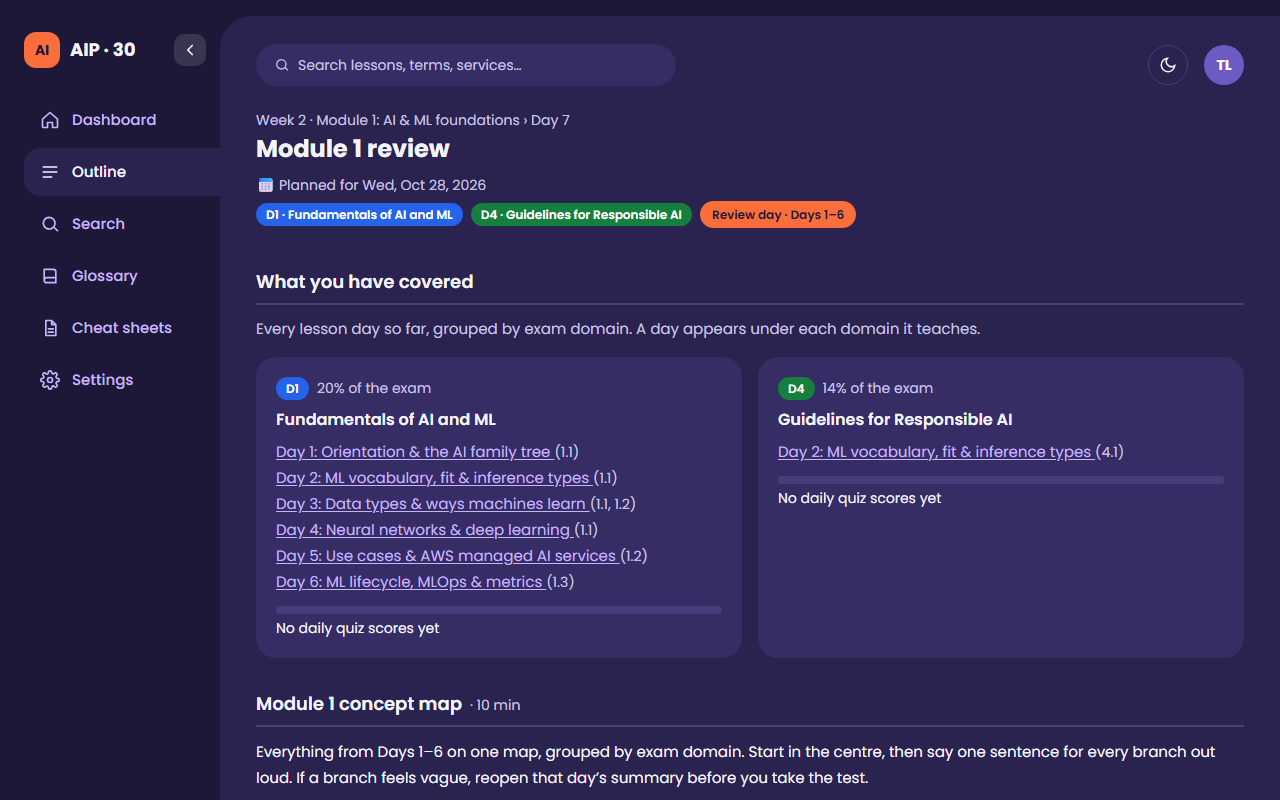 AI AIP · 30
Dashboard
Outline
Search
Glossary
Cheat sheets
Settings
Search lessons, terms, services…
TL
Week 2 · Module 1: AI & ML foundations › Day 7
Module 1 review
Planned for Wed, Oct 28, 2026
D1 · Fundamentals of AI and ML D4 · Guidelines for Responsible AI Review day · Days 1–6
What you have covered
Every lesson day so far, grouped by exam domain. A day appears under each domain it teaches.
D1 20% of the exam
Fundamentals of AI and ML
Day 1: Orientation & the AI family tree (1.1)
Day 2: ML vocabulary, fit & inference types (1.1)
Day 3: Data types & ways machines learn (1.1, 1.2)
Day 4: Neural networks & deep learning (1.1)
Day 5: Use cases & AWS managed AI services (1.2)
Day 6: ML lifecycle, MLOps & metrics (1.3)
No daily quiz scores yet
D4 14% of the exam
Guidelines for Responsible AI
Day 2: ML vocabulary, fit & inference types (4.1)
No daily quiz scores yet
Module 1 concept map · 10 min
Everything from Days 1–6 on one map, grouped by exam domain. Start in the centre, then say one sentence for every branch out
loud. If a branch feels vague, reopen that day’s summary before you take the test.